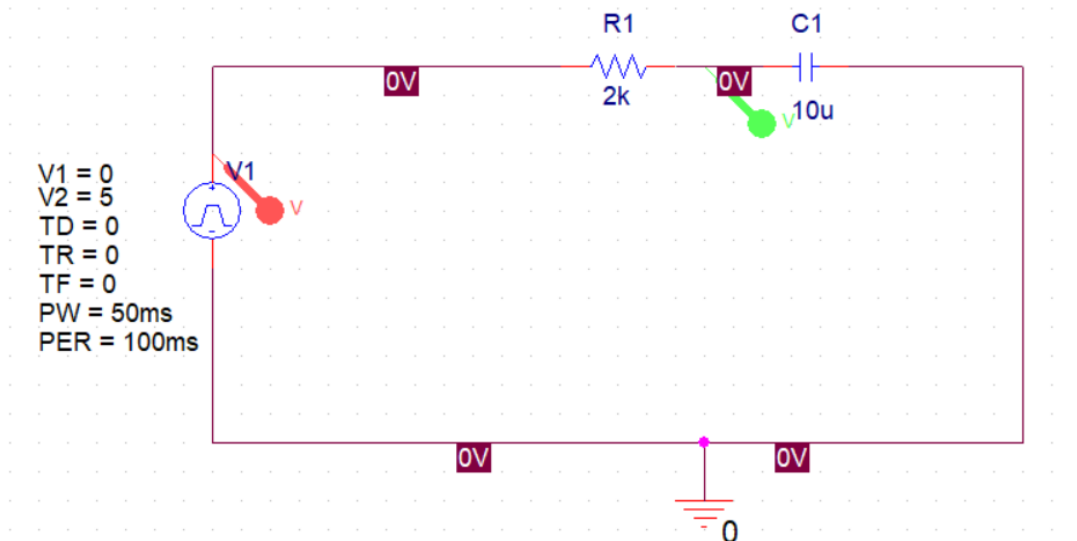 R1
C1
0V
0V
2k
10u
V
V1
V
V1 = 0
V2 = 5
TD = 0
TR = 0
TF = 0
PW = 50ms
PER = 100ms
0V
0V
0